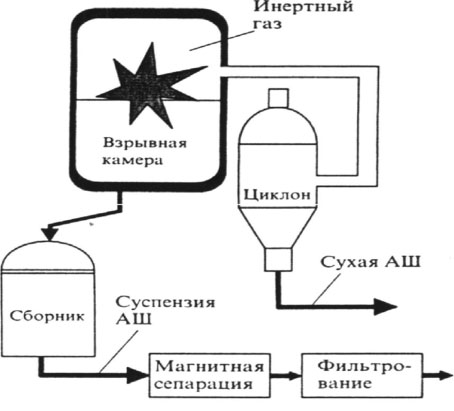 Инертный
газ
Взрывная
камера
Циклон
Сухая АШ
Сборник
Суспензия
АШ
Магнитная
сепарация
Фильтро-
вание